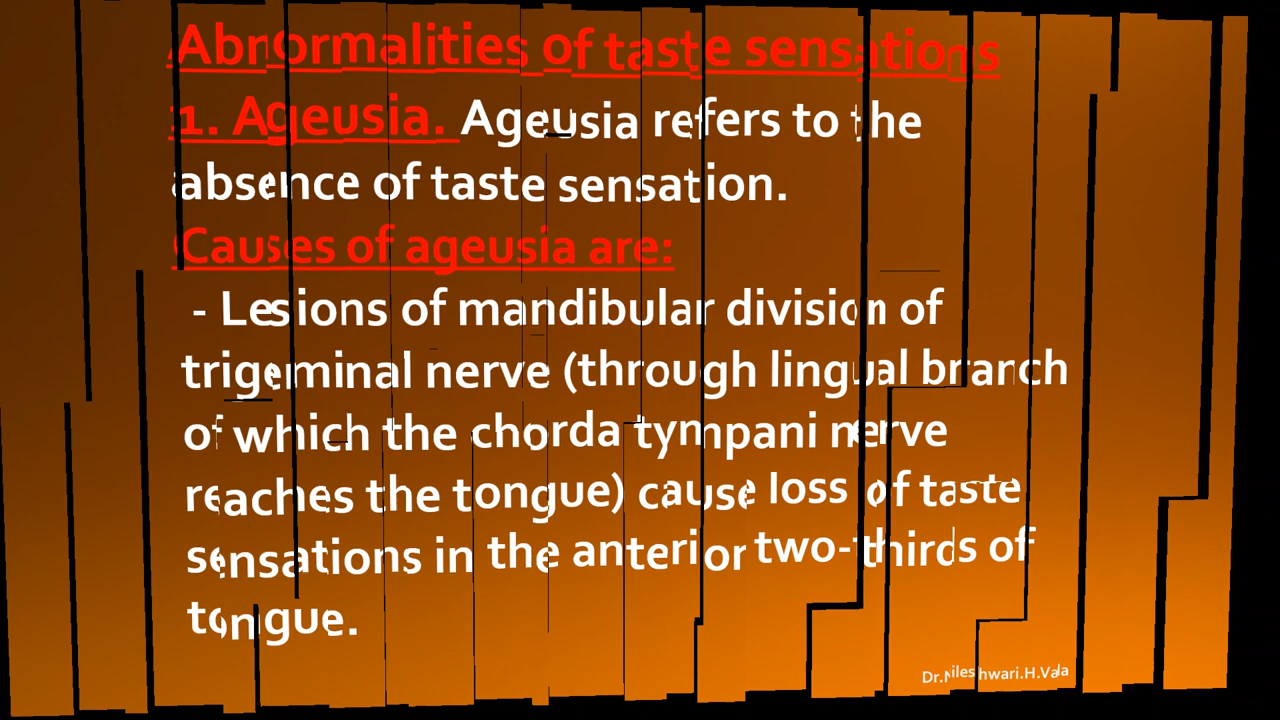 Abnormalities of taste sensations
1. Ageusia. Ageusia refers to the
absence of taste sensation.
Causes of ageusia are:
- Lesions of mandibular division of
trigeminal nerve (through lingual branch
of which the chorda tympani nerve
reaches the tongue) cause loss of taste
sensations in the anterior two-thirds of
tongue.
Dr.Nileshwari.H.Vala